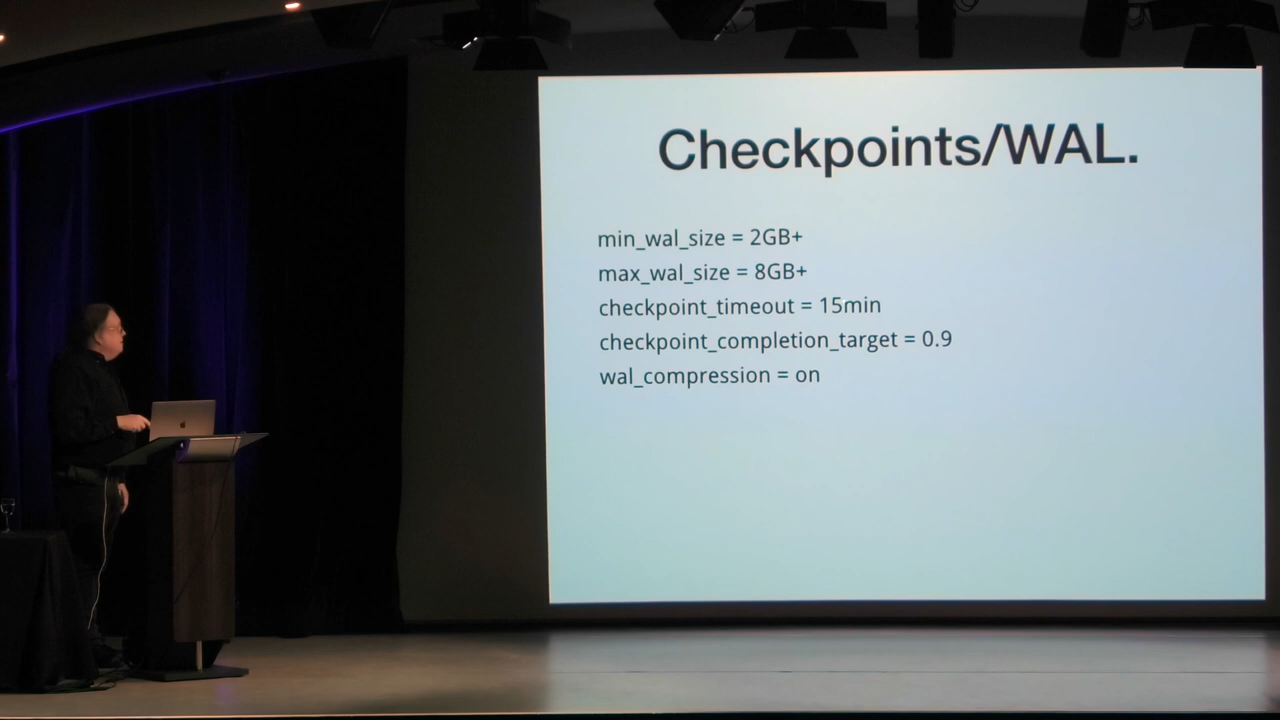 Checkpoints/WAL.
min_wal_size = 2GB+
max_wal_size = 8GB+
checkpoint_timeout = 15min
checkpoint_completion_target = 0.9
wal_compression = on